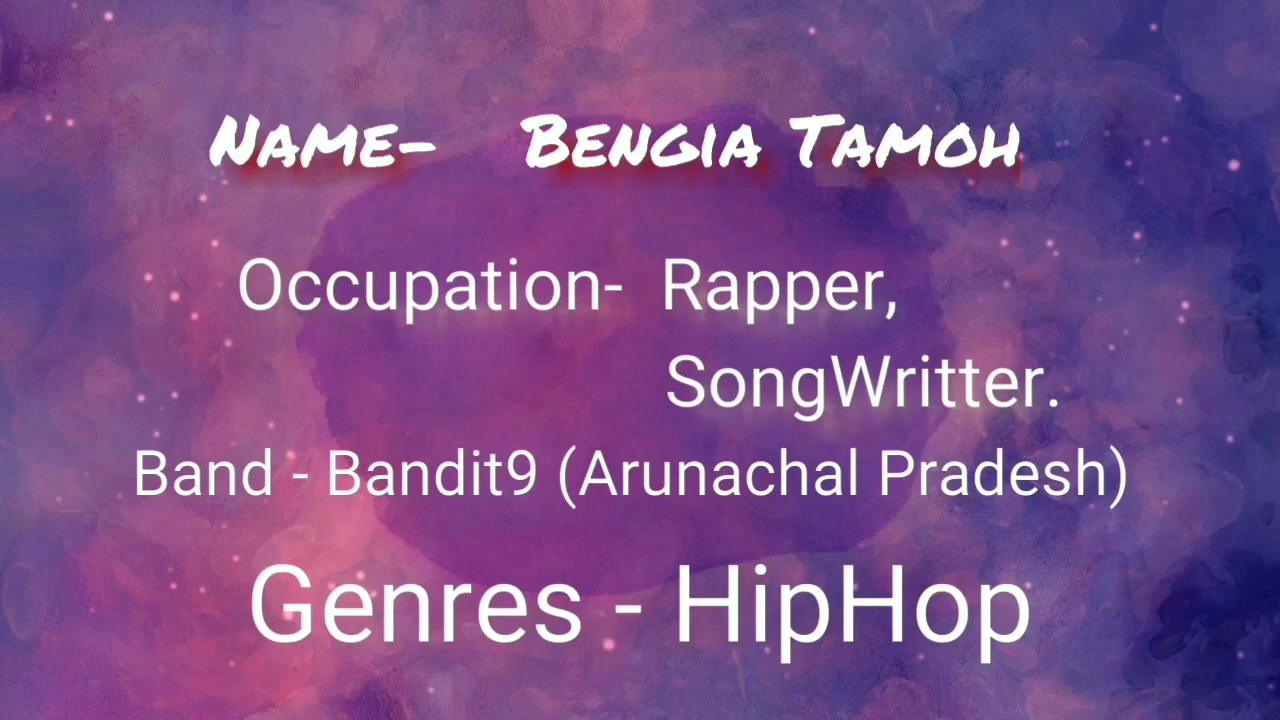 Name- Bengia Tamoh
Occupation- Rapper,
SongWritter.
Band - Bandit9 (Arunachal Pradesh)
Genres - HipHop